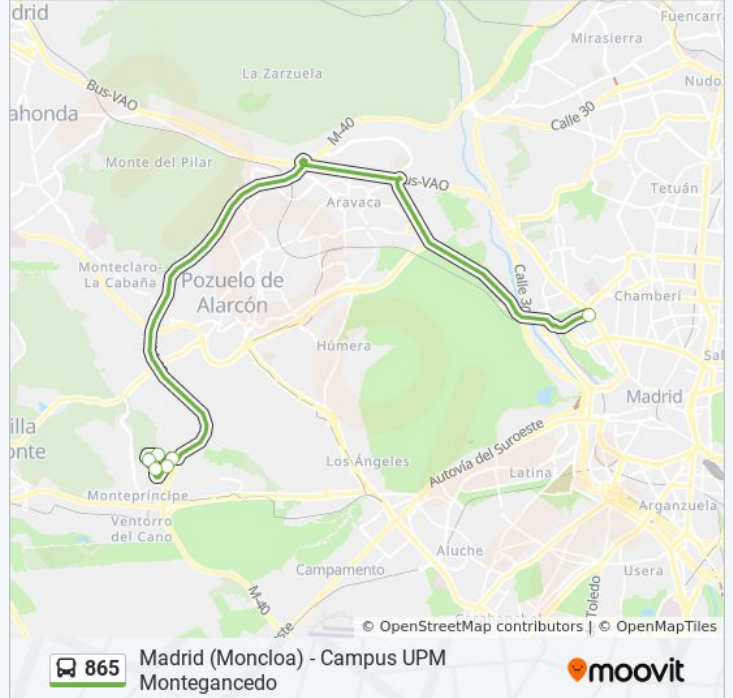 drid
Fuencarr
Mirasierra
La Zarzuela
Nudo
Bus-VAO
ahonda
M-40
Calle 30
Monte del Pilar
us-VAO
Tetuán
Aravaca
Monteclaro-
La Cabaña
Pozuelo de
Alarcón
Calle 30
Chamberí
Húmera
Sal
Madrid
illa
onte
Los Ángeles
Autovía del Suroeste
Latina
Montepríncipe
Arganzuela
Ventorro
del Cano
Aluche
Campamento
Usera
M-40
Toledo
ste
© OpenStreetMap contributors | © OpenMapTiles
865
Madrid (Moncloa) - Campus UPM
Montegancedo
moovit